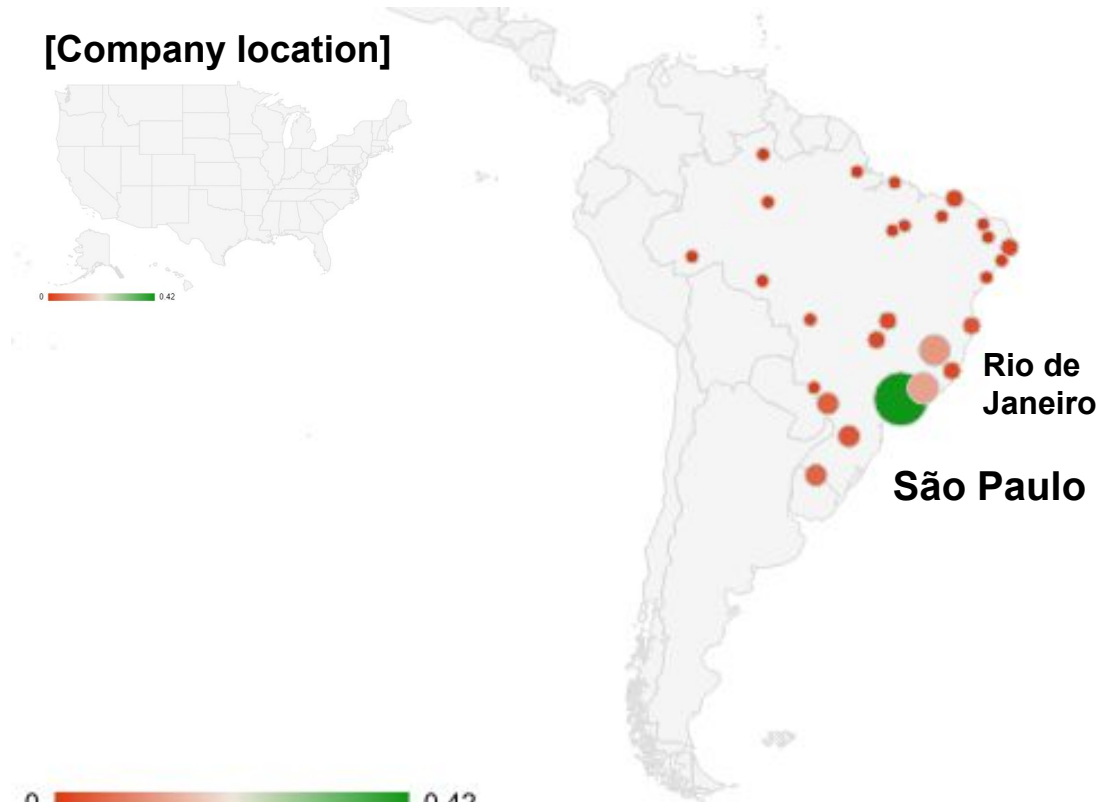 [Company location]
0 0.42
Rio de
Janeiro
São Paulo
0 0.42